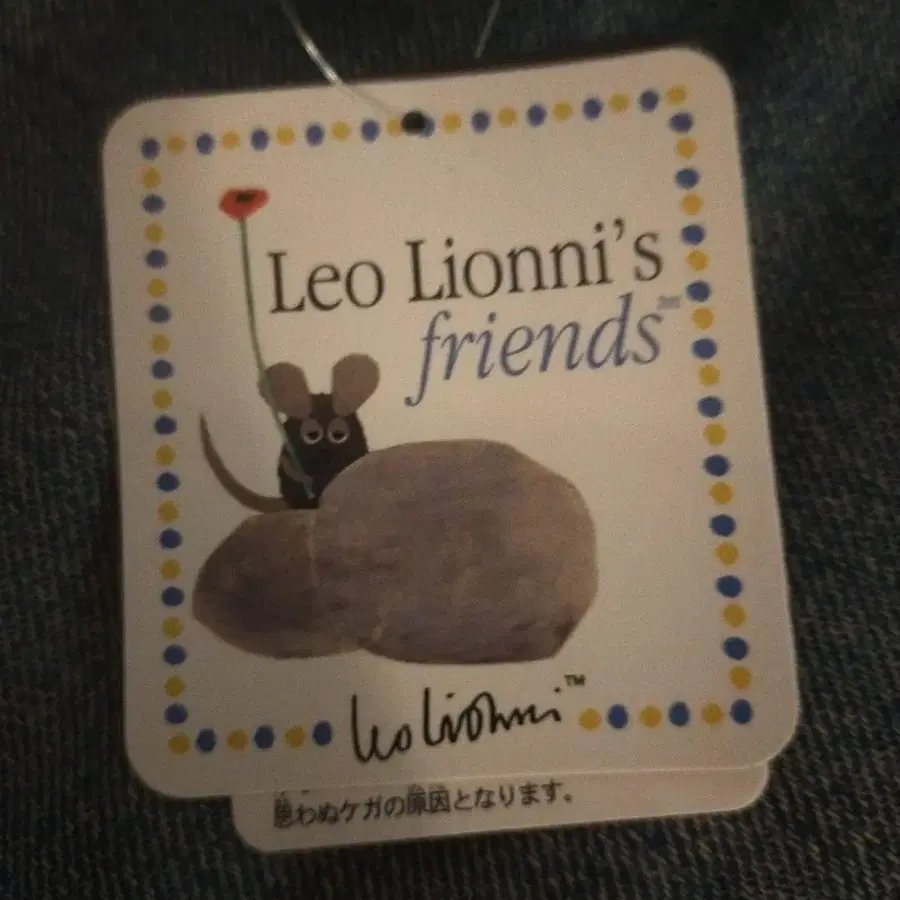 Leo Lionni's
friends™
leo lionni™
思わぬケガの原因となります。